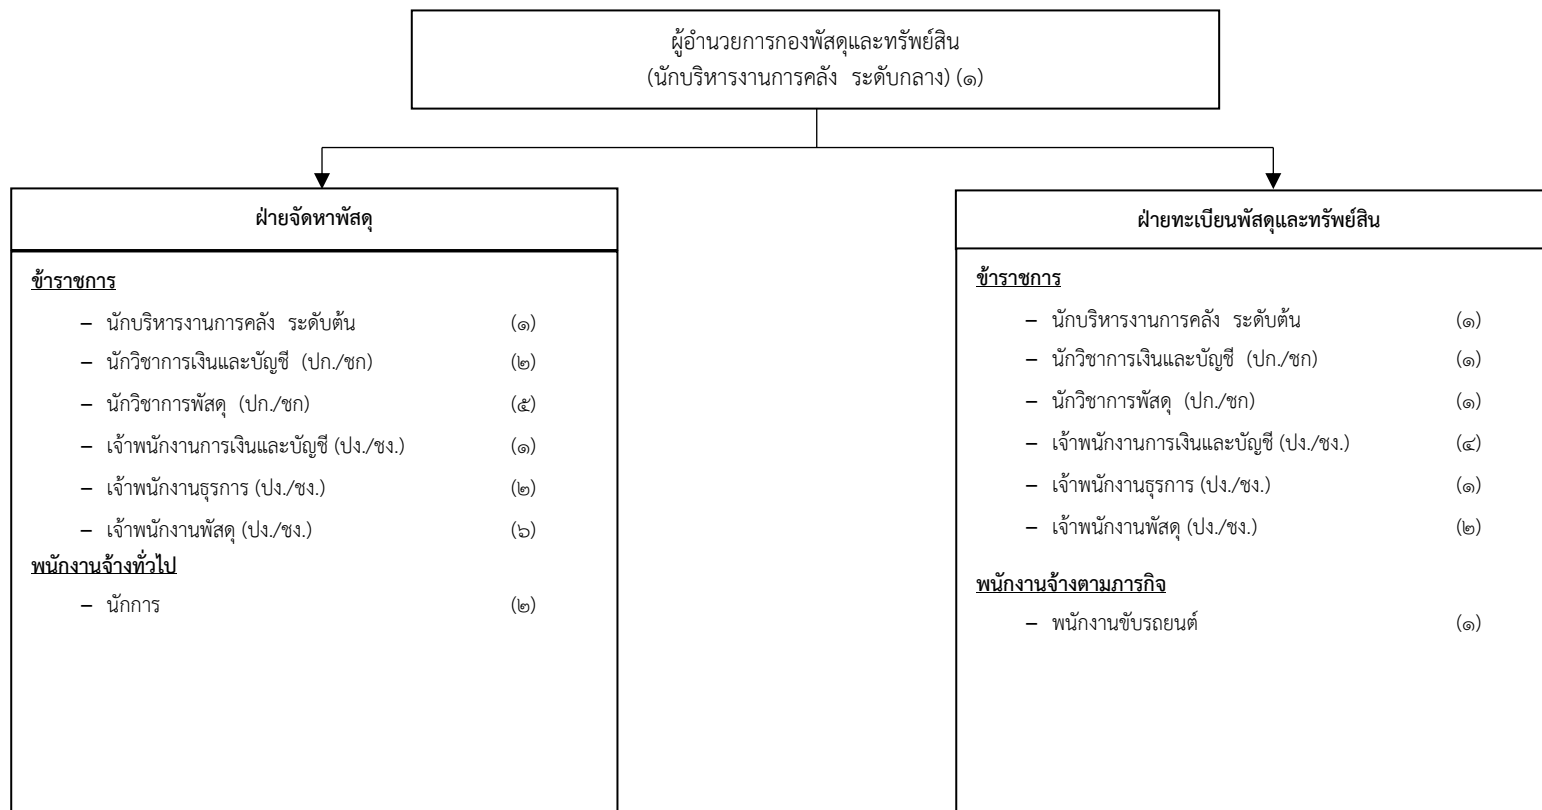 ผู้อำนวยการกองพัสดุและทรัพย์สิน
(นักบริหารงานการคลัง ระดับกลาง) (๑)
ฝ่ายจัดหาพัสดุ
ข้าราชการ
– นักบริหารงานการคลัง ระดับต้น (๑)
– นักวิชาการเงินและบัญชี (ปก./ชก) (๒)
– นักวิชาการพัสดุ (ปก./ชก) (๕)
– เจ้าพนักงานการเงินและบัญชี (ปง./ชง.) (๑)
– เจ้าพนักงานธุรการ (ปง./ชง.) (๒)
– เจ้าพนักงานพัสดุ (ปง./ชง.) (๖)
พนักงานจ้างทั่วไป
– นักการ (๒)
ฝ่ายทะเบียนพัสดุและทรัพย์สิน
ข้าราชการ
– นักบริหารงานการคลัง ระดับต้น (๑)
– นักวิชาการเงินและบัญชี (ปก./ชก) (๑)
– นักวิชาการพัสดุ (ปก./ชก) (๑)
– เจ้าพนักงานการเงินและบัญชี (ปง./ชง.) (๔)
– เจ้าพนักงานธุรการ (ปง./ชง.) (๑)
– เจ้าพนักงานพัสดุ (ปง./ชง.) (๒)
พนักงานจ้างตามภารกิจ
– พนักงานขับรถยนต์ (๑)